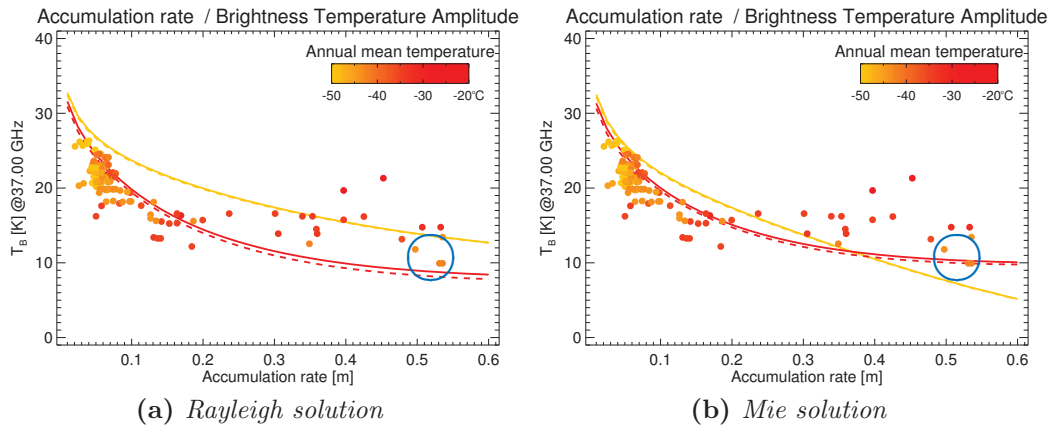 Accumulation rate / Brightness Temperature Amplitude
40
Annual mean temperature
-50 -40 -30 -20°C
30
20
10
0
T_B [K] @37.00 GHz
0.1 0.2 0.3 0.4 0.5 0.6
Accumulation rate [m]
(a) Rayleigh solution
Accumulation rate / Brightness Temperature Amplitude
40
Annual mean temperature
-50 -40 -30 -20°C
30
20
10
0
T_B [K] @37.00 GHz
0.1 0.2 0.3 0.4 0.5 0.6
Accumulation rate [m]
(b) Mie solution